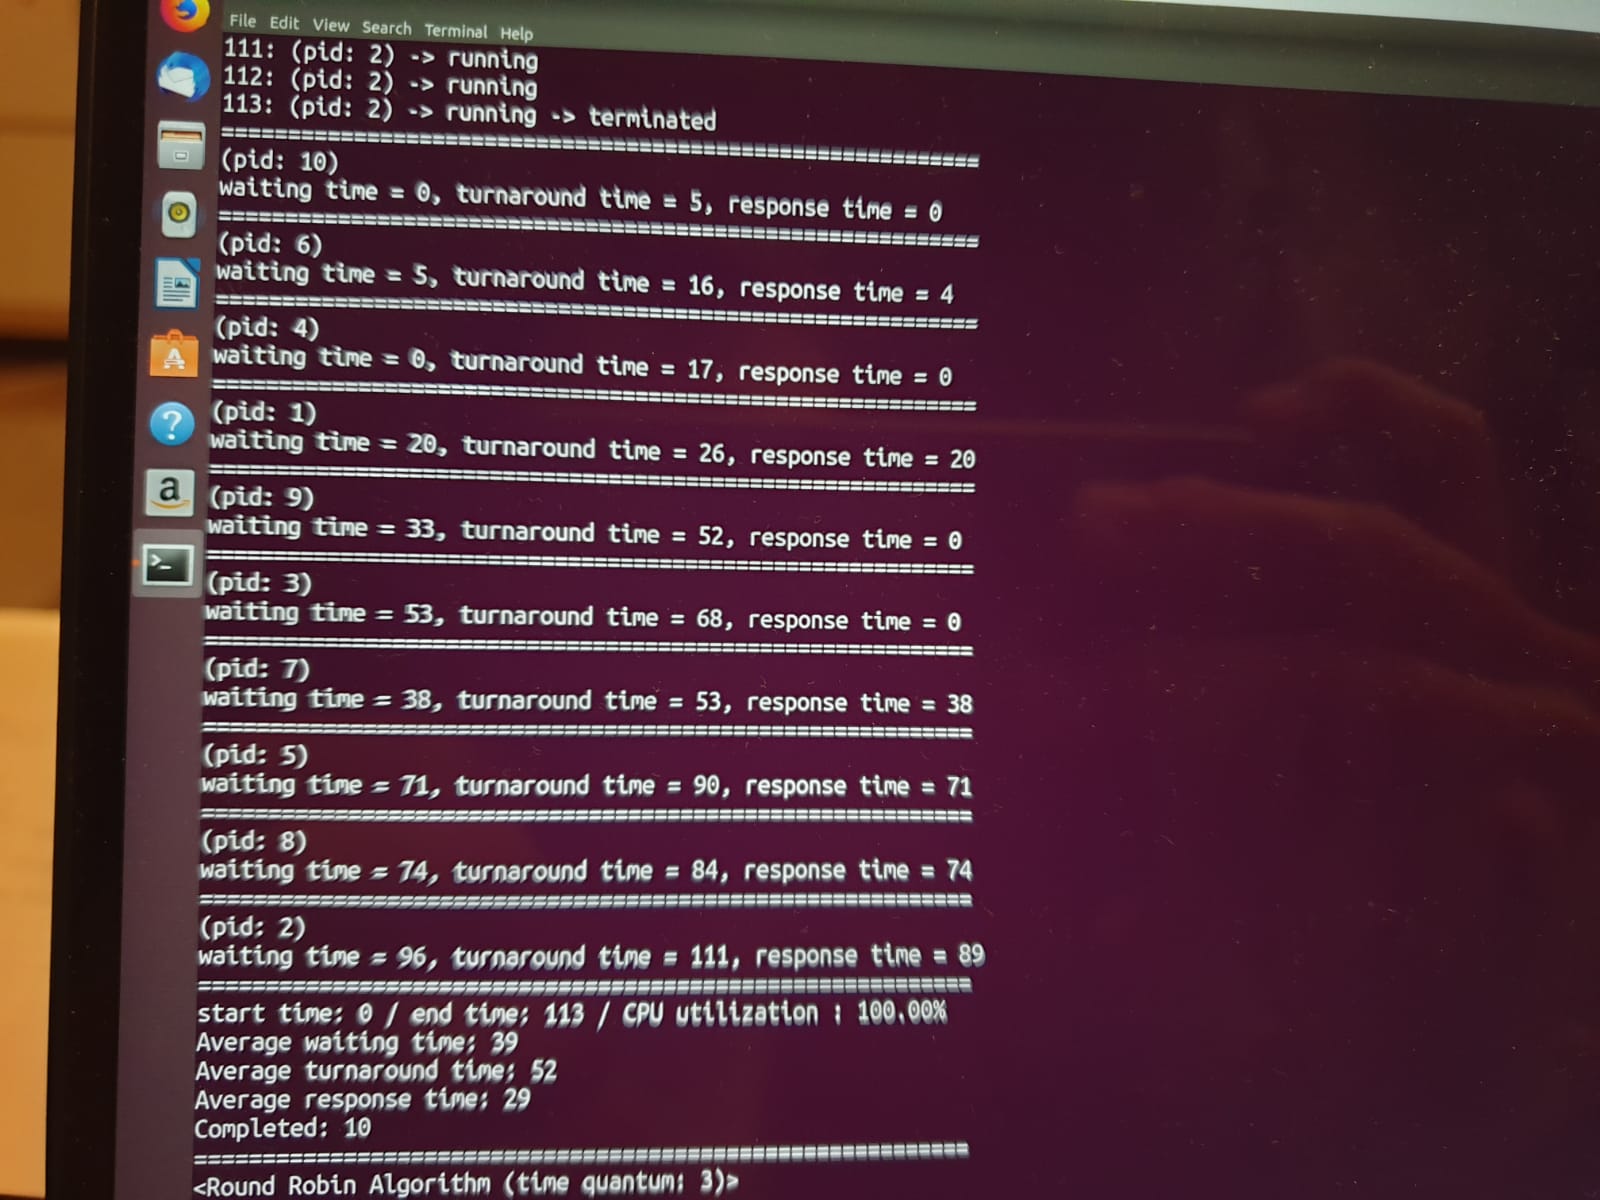 File Edit View Search Terminal Help
111: (pid: 2) -> running
112: (pid: 2) -> running
113: (pid: 2) -> running -> terminated
================================================================
(pid: 10)
waiting time = 0, turnaround time = 5, response time = 0
================================================================
(pid: 6)
waiting time = 5, turnaround time = 16, response time = 4
================================================================
(pid: 4)
waiting time = 0, turnaround time = 17, response time = 0
================================================================
(pid: 1)
waiting time = 20, turnaround time = 26, response time = 20
================================================================
(pid: 9)
waiting time = 33, turnaround time = 52, response time = 0
================================================================
(pid: 3)
waiting time = 53, turnaround time = 68, response time = 0
================================================================
(pid: 7)
waiting time = 38, turnaround time = 53, response time = 38
================================================================
(pid: 5)
waiting time = 71, turnaround time = 90, response time = 71
================================================================
(pid: 8)
waiting time = 74, turnaround time = 84, response time = 74
================================================================
(pid: 2)
waiting time = 96, turnaround time = 111, response time = 89
================================================================
start time: 0 / end time: 113 / CPU utilization : 100.00%
Average waiting time: 39
Average turnaround time: 52
Average response time: 29
Completed: 10
================================================================
<Round Robin Algorithm (time quantum: 3)>